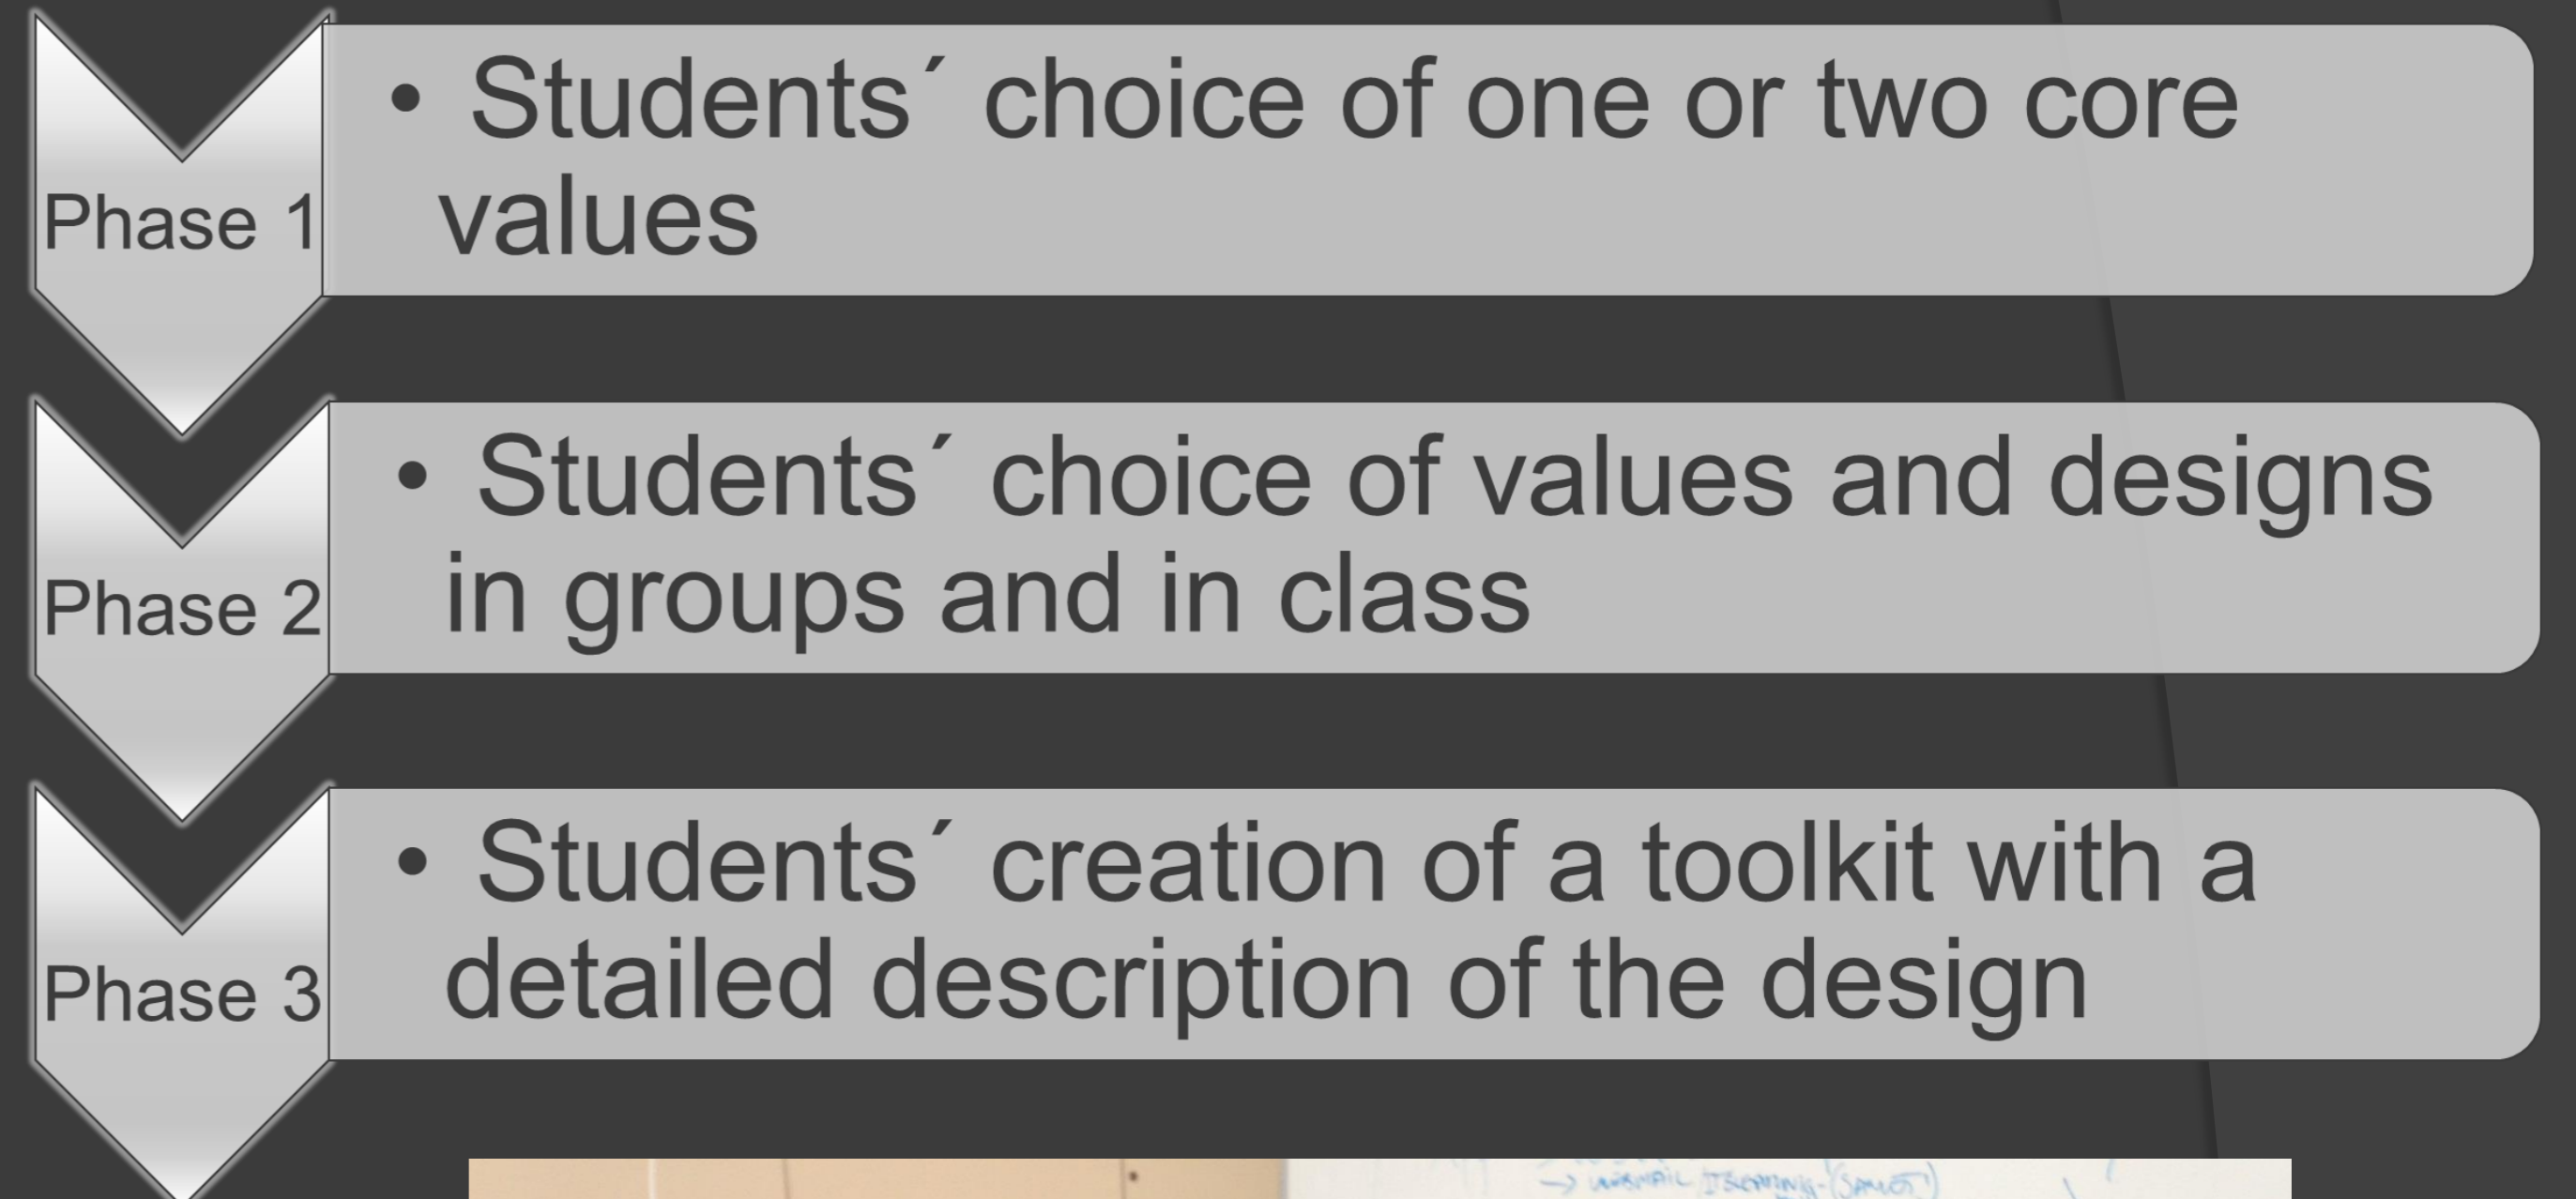 Phase 1
• Students´ choice of one or two core
values
Phase 2
• Students´ choice of values and designs
in groups and in class
Phase 3
• Students´ creation of a toolkit with a
detailed description of the design